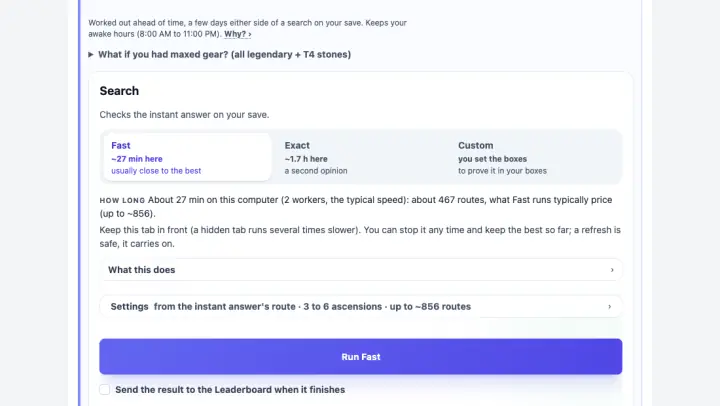 Worked out ahead of time, a few days either side of a search on your save. Keeps your
awake hours (8:00 AM to 11:00 PM). Why? ›
▶ What if you had maxed gear? (all legendary + T4 stones)
Search
Checks the instant answer on your save.
Fast
~27 min here
usually close to the best
Exact
~1.7 h here
a second opinion
Custom
you set the boxes
to prove it in your boxes
HOW LONG About 27 min on this computer (2 workers, the typical speed): about 467 routes, what Fast runs typically price
(up to ~856).
Keep this tab in front (a hidden tab runs several times slower). You can stop it any time and keep the best so far; a refresh is
safe, it carries on.
What this does ›
Settings from the instant answer's route · 3 to 6 ascensions · up to ~856 routes ›
Run Fast
Send the result to the Leaderboard when it finishes